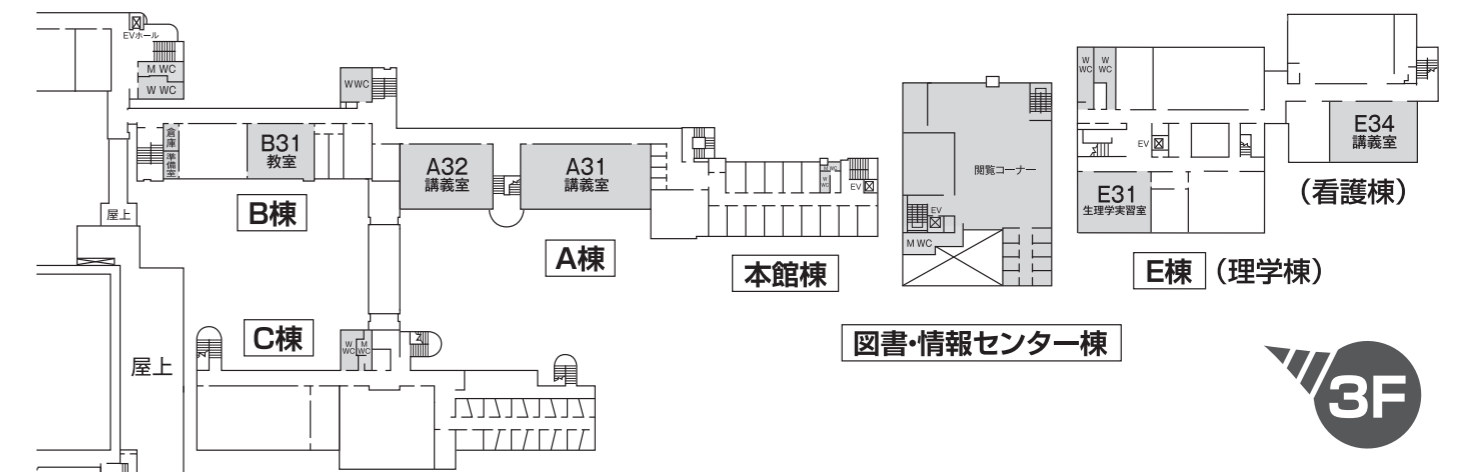 EVホール
M WC
W WC
W WC
倉庫
準備室
B31
教室
B棟
屋上
A32
講義室
A31
講義室
A棟
M WC
W
WC
EV
本館棟
閲覧コーナー
EV
M WC
図書・情報センター棟
W
WC
W
WC
EV
E31
生理学実習室
E棟
(理学棟)
E34
講義室
(看護棟)
C棟
W
WC
M
WC
屋上
3F